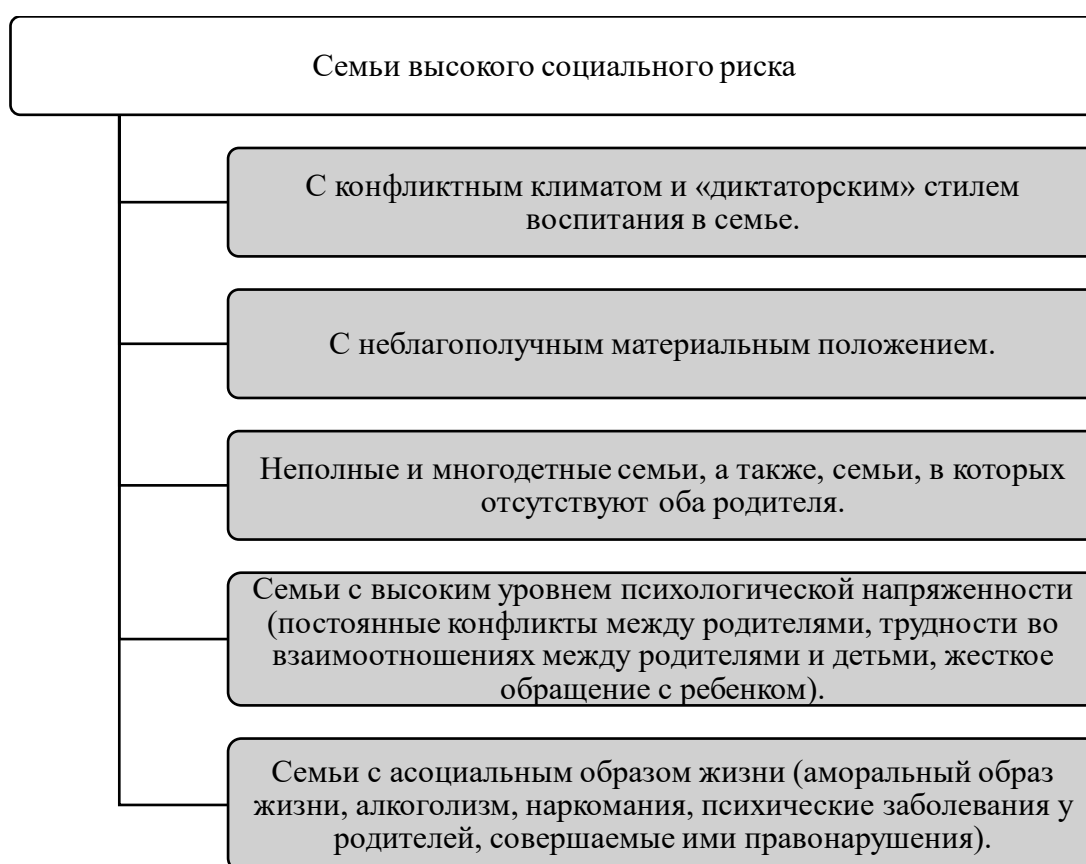 Семьи высокого социального риска
С конфликтным климатом и «диктаторским» стилем
воспитания в семье.
С неблагополучным материальным положением.
Неполные и многодетные семьи, а также, семьи, в которых
отсутствуют оба родителя.
Семьи с высоким уровнем психологической напряженности
(постоянные конфликты между родителями, трудности во
взаимоотношениях между родителями и детьми, жесткое
обращение с ребенком).
Семьи с асоциальным образом жизни (аморальный образ
жизни, алкоголизм, наркомания, психические заболевания у
родителей, совершаемые ими правонарушения).